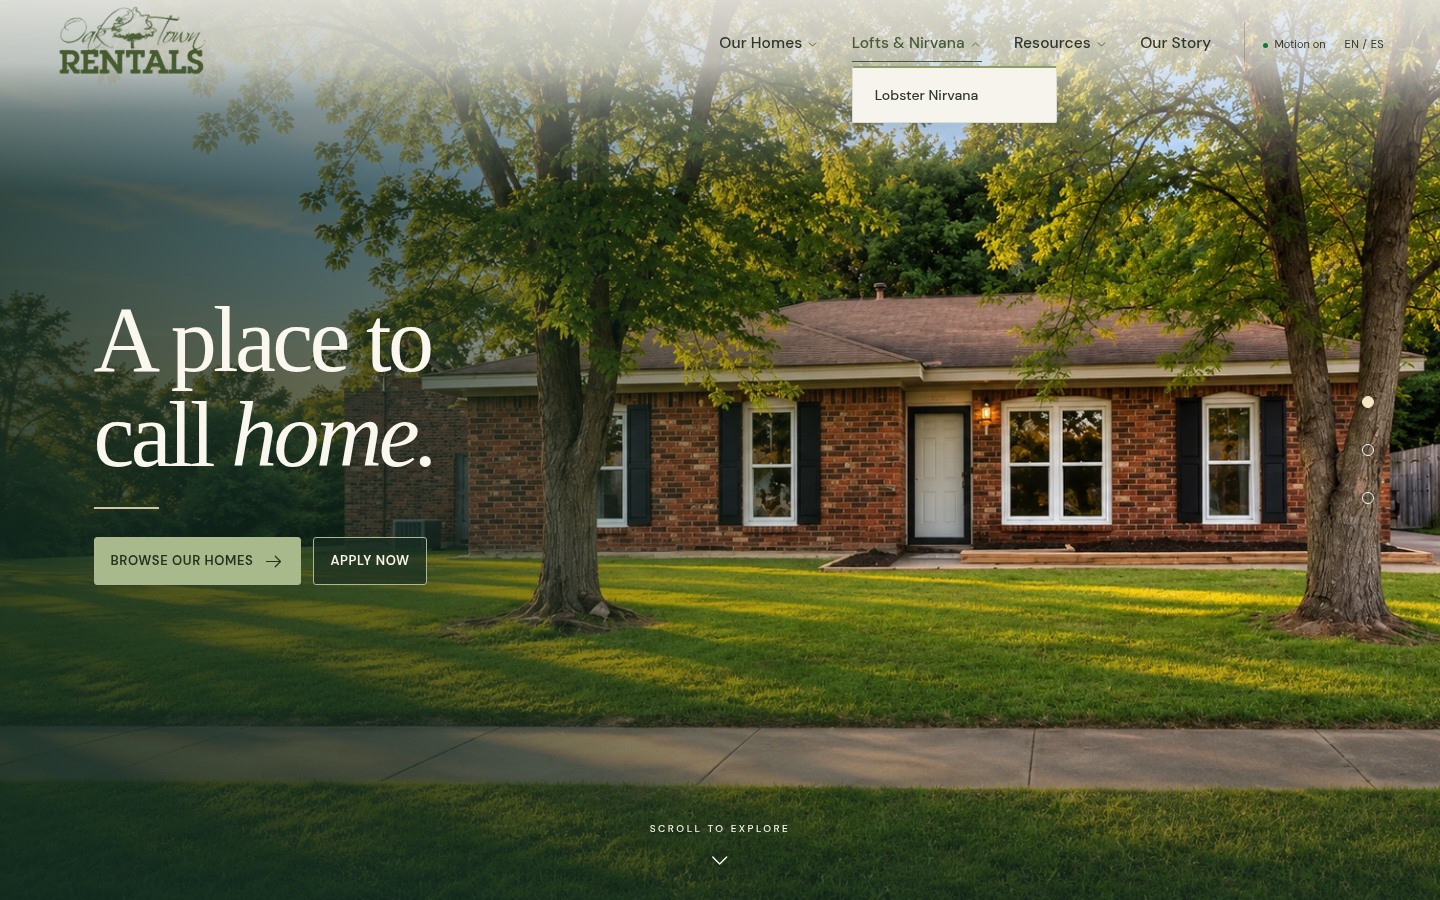 Oak Town
RENTALS
Our Homes
Lofts & Nirvana
Resources
Our Story
Motion on
EN / ES
Lobster Nirvana
A place to
call home.
BROWSE OUR HOMES
APPLY NOW
SCROLL TO EXPLORE